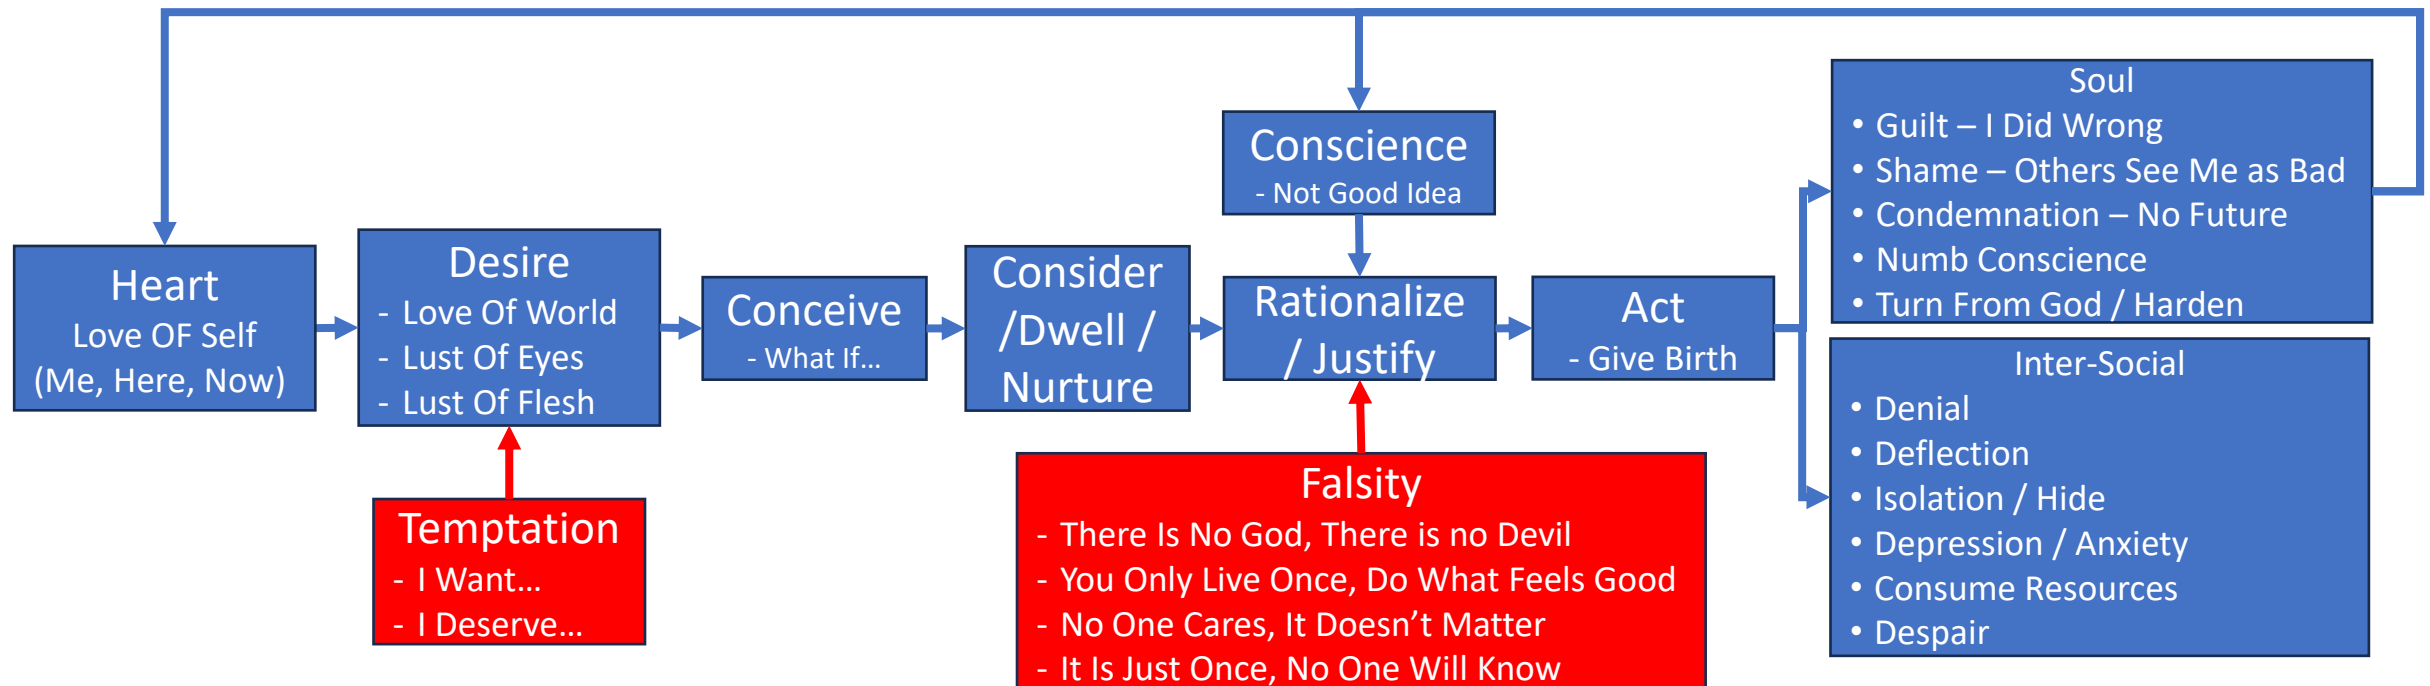 Heart
Love OF Self
(Me, Here, Now)
Desire
- Love Of World
- Lust Of Eyes
- Lust Of Flesh
Temptation
- I Want...
- I Deserve...
Conceive
- What If...
Consider
/Dwell /
Nurture
Conscience
- Not Good Idea
Rationalize
/ Justify
Falsity
- There Is No God, There is no Devil
- You Only Live Once, Do What Feels Good
- No One Cares, It Doesn’t Matter
- It Is Just Once, No One Will Know
Act
- Give Birth
Soul
• Guilt – I Did Wrong
• Shame – Others See Me as Bad
• Condemnation – No Future
• Numb Conscience
• Turn From God / Harden
Inter-Social
• Denial
• Deflection
• Isolation / Hide
• Depression / Anxiety
• Consume Resources
• Despair